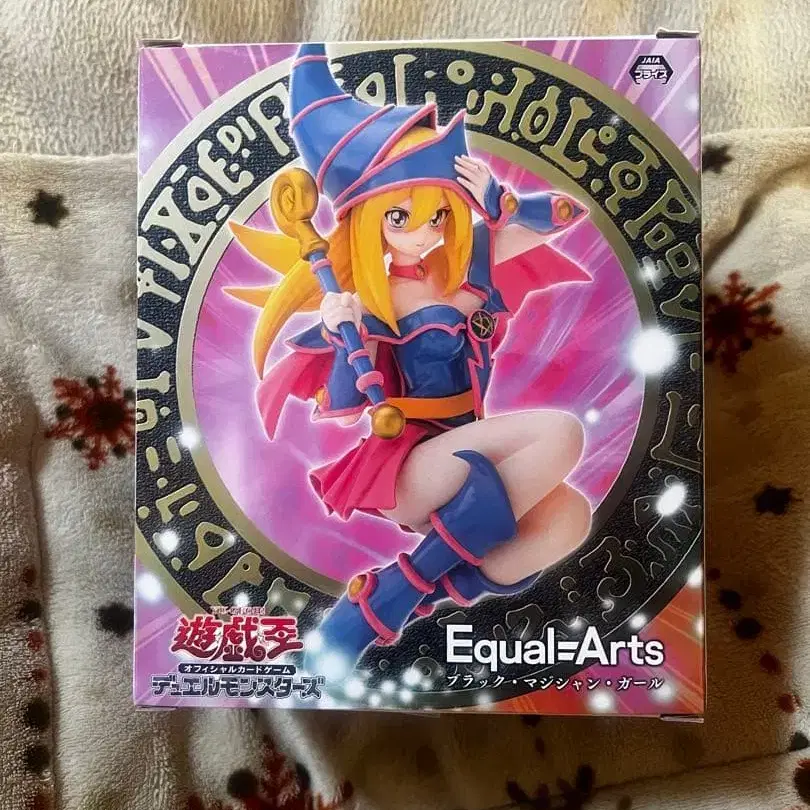 JAIA
プライズ
遊戯王
オフィシャルカードゲーム
デュエルモンスターズ
Equal=Arts
ブラック・マジシャン・ガール